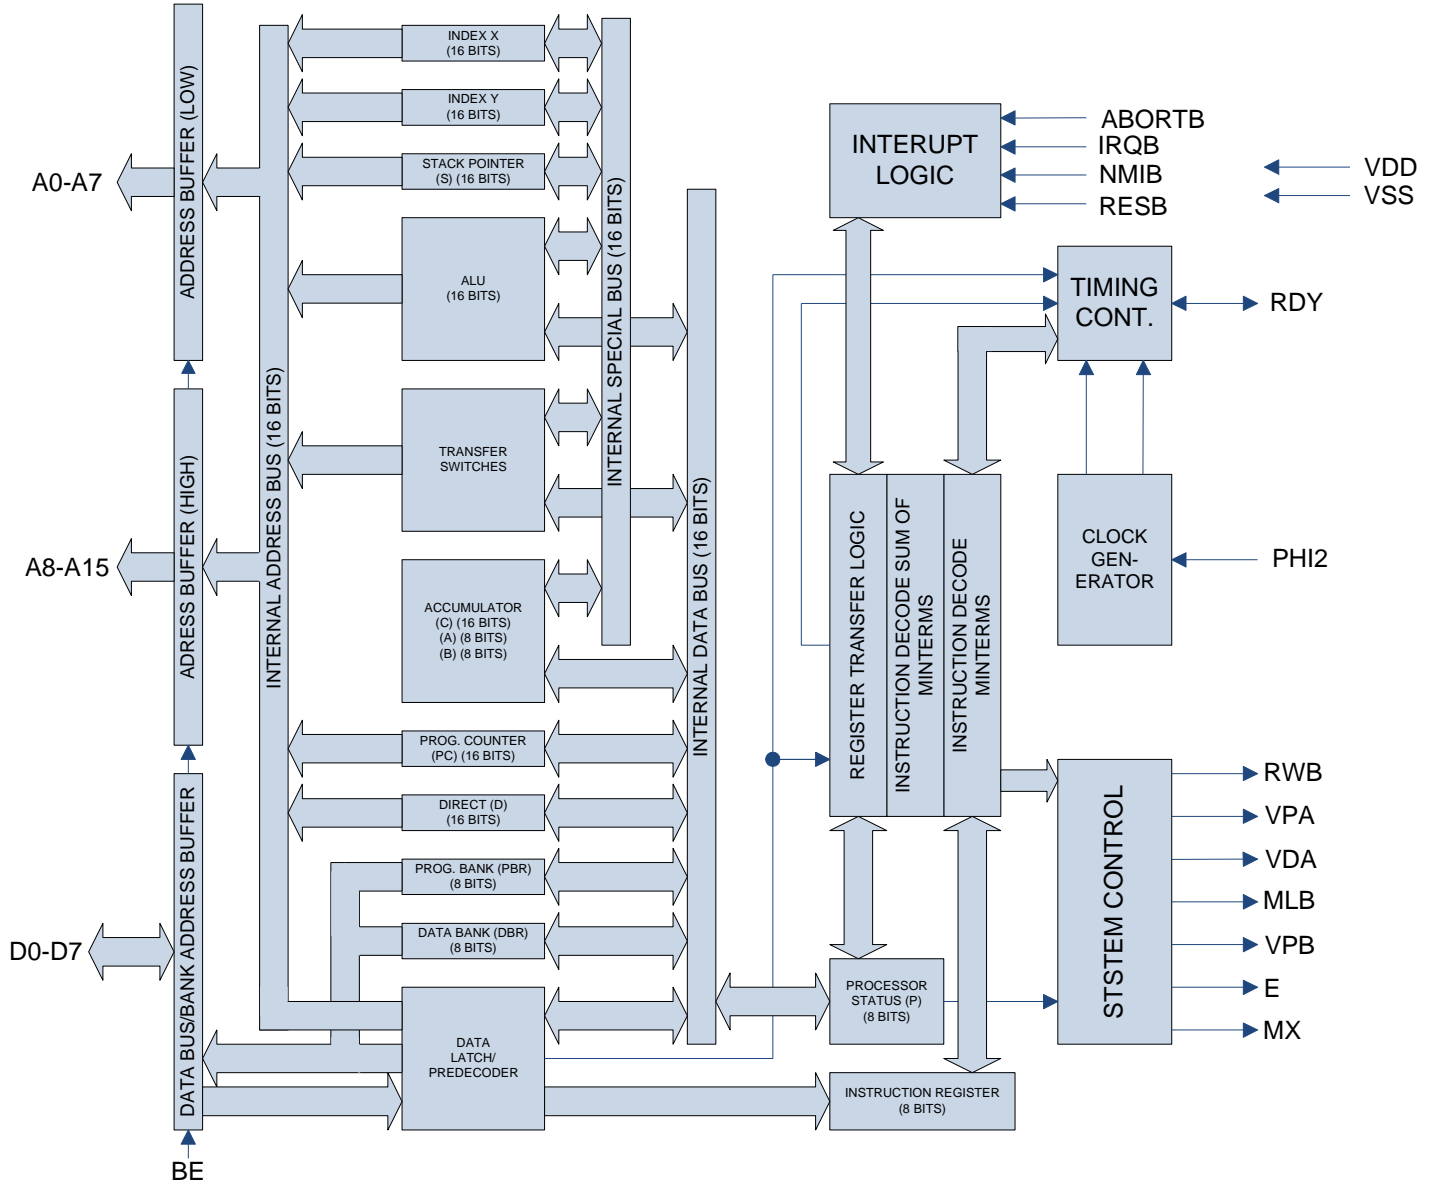 A0-A7
A8-A15
D0-D7
BE
ADDRESS BUFFER (LOW)
ADRESS BUFFER (HIGH)
DATA BUS/BANK ADDRESS BUFFER
INTERNAL ADDRESS BUS (16 BITS)
INDEX X
(16 BITS)
INDEX Y
(16 BITS)
STACK POINTER
(S) (16 BITS)
ALU
(16 BITS)
TRANSFER
SWITCHES
ACCUMULATOR
(C) (16 BITS)
(A) (8 BITS)
(B) (8 BITS)
PROG. COUNTER
(PC) (16 BITS)
DIRECT (D)
(16 BITS)
PROG. BANK (PBR)
(8 BITS)
DATA BANK (DBR)
(8 BITS)
DATA
LATCH/
PREDECODER
INTERNAL SPECIAL BUS (16 BITS)
INTERNAL DATA BUS (16 BITS)
INTERUPT
LOGIC
ABORTB
IRQB
NMIB
RESB
VDD
VSS
TIMING
CONT.
RDY
REGISTER TRANSFER LOGIC
INSTRUCTION DECODE SUM OF
MINTERMS
INSTRUCTION DECODE
MINTERMS
CLOCK
GEN-
ERATOR
PHI2
STSTEM CONTROL
RWB
VPA
VDA
MLB
VPB
E
MX
PROCESSOR
STATUS (P)
(8 BITS)
INSTRUCTION REGISTER
(8 BITS)